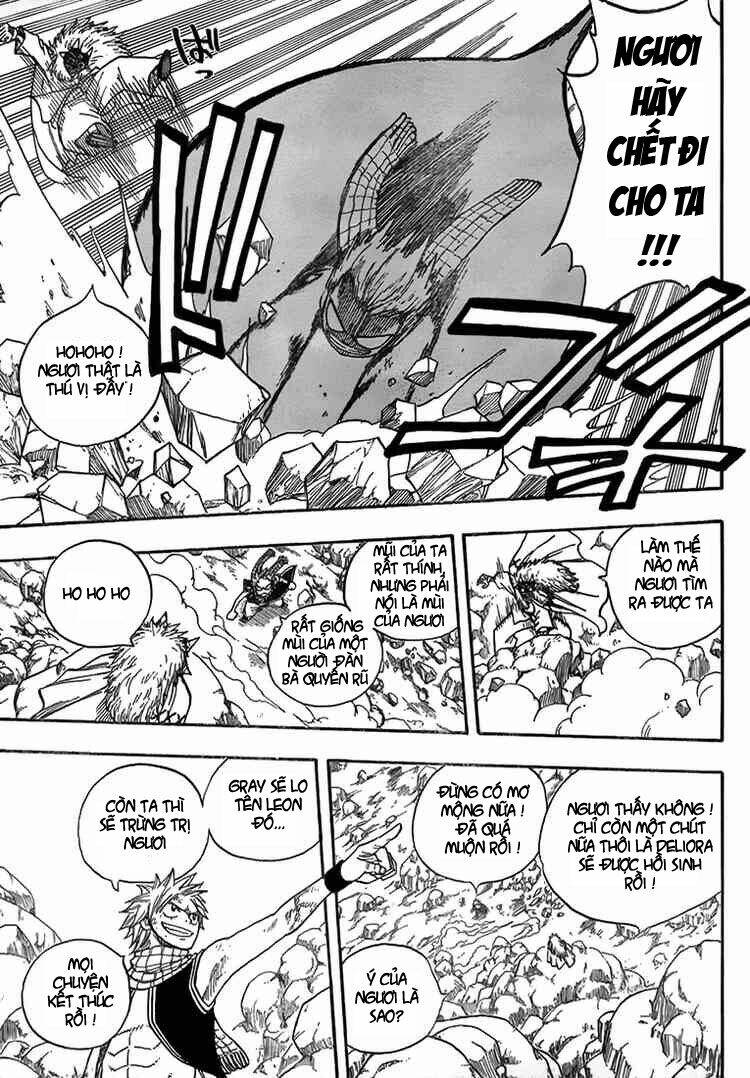 NGƯƠI
HÃY
CHẾT ĐI
CHO TA
!!!
ばっ
HOHOHO !
NGƯƠI THẬT LÀ
THÚ VỊ ĐẤY !
LÀM THẾ
NÀO MÀ
NGƯƠI TÌM
RA ĐƯỢC TA
MŨI CỦA TA
RẤT THÍNH,
NHƯNG PHẢI
NÓI LÀ MÙI
CỦA NGƯƠI
RẤT GIỐNG
MÙI CỦA MỘT
NGƯỜI ĐÀN
BÀ QUYẾN RŨ
HO HO HO
NGƯƠI THẤY KHÔNG !
CHỈ CÒN MỘT CHÚT
NỮA THÔI LÀ DELIORA
SẼ ĐƯỢC HỒI SINH
RỒI !
ĐỪNG CÓ MƠ
MỘNG NỮA !
ĐÃ QUÁ
MUỘN RỒI !
Ý CỦA
NGƯƠI LÀ
SAO?
GRAY SẼ LO
TÊN LEON
ĐÓ...
CÒN TA THÌ
SẼ TRỪNG TRỊ
NGƯƠI
MỌI
CHUYỆN
KẾT THÚC
RỒI !